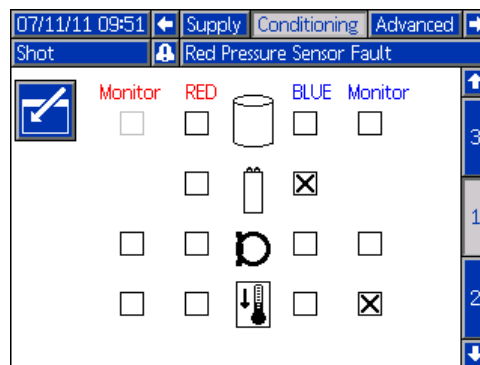 07/11/11 09:51 Supply Conditioning Advanced
Shot Red Pressure Sensor Fault
Monitor RED BLUE Monitor
3
1
2